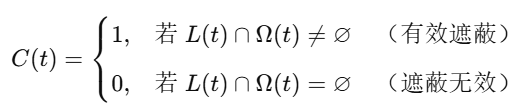 C(t) = { 1, 若 L(t) ∩ Ω(t) ≠ ∅ （有效遮蔽）
0, 若 L(t) ∩ Ω(t) = ∅ （遮蔽无效）